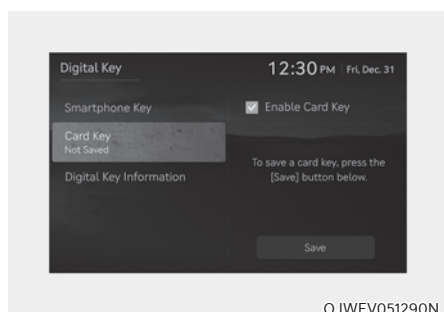 Digital Key
12:30 PM Fri, Dec. 31
Smartphone Key
Enable Card Key
Card Key
Not Saved
To save a card key, press the
[Save] button below.
Digital Key Information
Save
OJWEV051290N